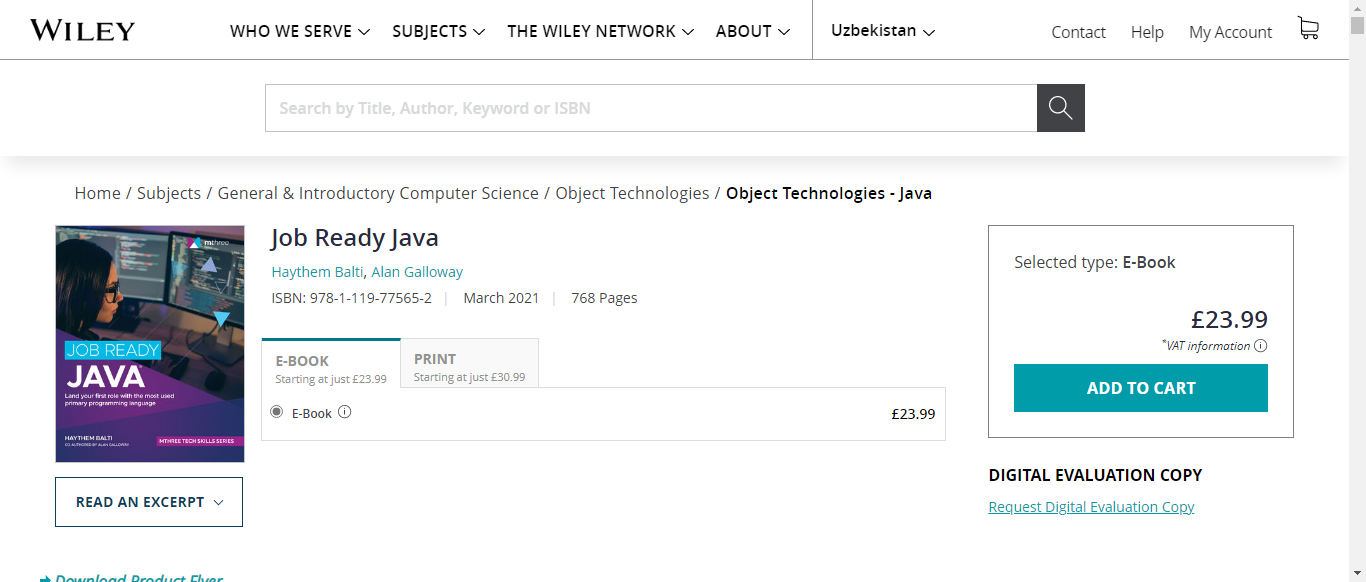 WILEY
WHO WE SERVE SUBJECTS THE WILEY NETWORK ABOUT Uzbekistan Contact Help My Account
Search by Title, Author, Keyword or ISBN
Home / Subjects / General & Introductory Computer Science / Object Technologies / Object Technologies - Java
mthree
JOB READY
JAVA
Land your first role with the most used
primary programming language
HAYTHEM BALTI
CO-AUTHORED BY ALAN GALLOWAY
MTHREE TECH SKILLS SERIES
READ AN EXCERPT
Download Product Flyer
Job Ready Java
Haythem Balti, Alan Galloway
ISBN: 978-1-119-77565-2 | March 2021 | 768 Pages
E-BOOK
Starting at just £23.99
PRINT
Starting at just £30.99
E-Book £23.99
Selected type: E-Book
£23.99
*VAT information
ADD TO CART
DIGITAL EVALUATION COPY
Request Digital Evaluation Copy